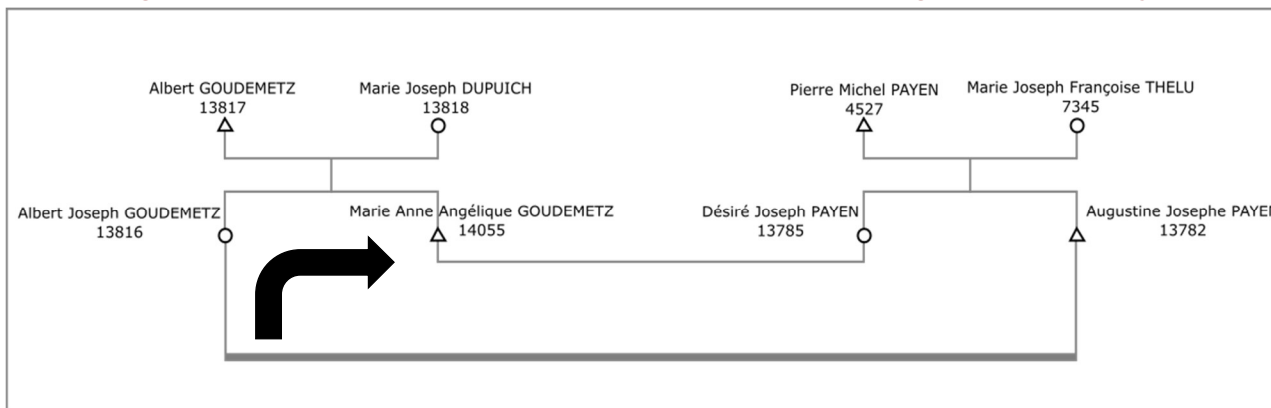 Albert GOUDEMETZ
13817
Marie Joseph DUPUICH
13818
Pierre Michel PAYEN
4527
Marie Joseph Françoise THELU
7345
Albert Joseph GOUDEMETZ
13816
Marie Anne Angélique GOUDEMETZ
14055
Désiré Joseph PAYEN
13785
Augustine Josephe PAYEN
13782